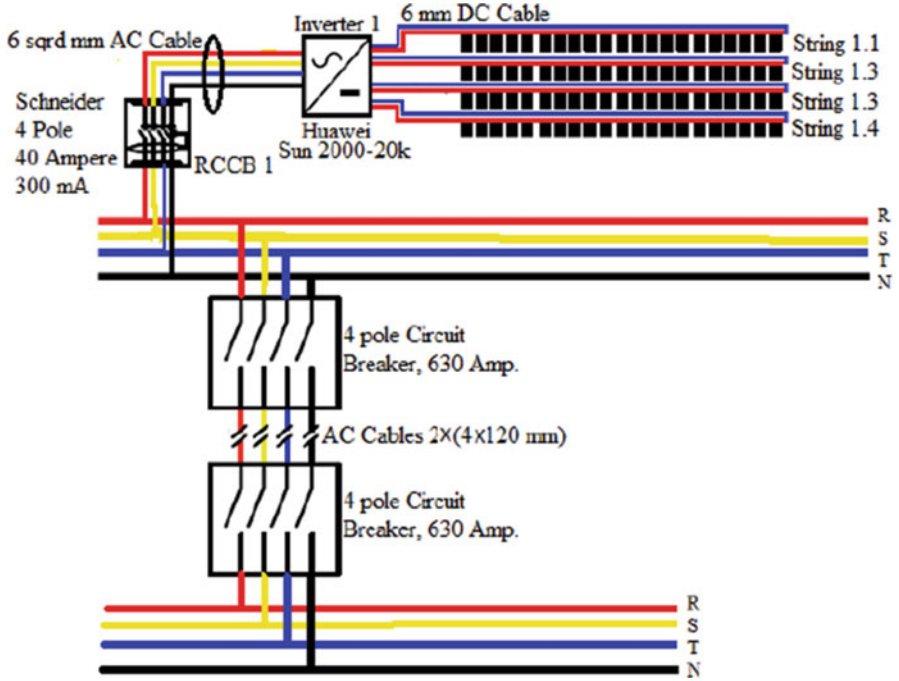 6 sqrd mm AC Cable
Inverter 1
6 mm DC Cable
String 1.1
String 1.3
String 1.3
String 1.4
Schneider
4 Pole
40 Ampere
300 mA
RCCB 1
Huawei
Sun 2000-20k
R
S
T
N
4 pole Circuit
Breaker, 630 Amp.
AC Cables 2×(4x120 mm)
4 pole Circuit
Breaker, 630 Amp.
R
S
T
N